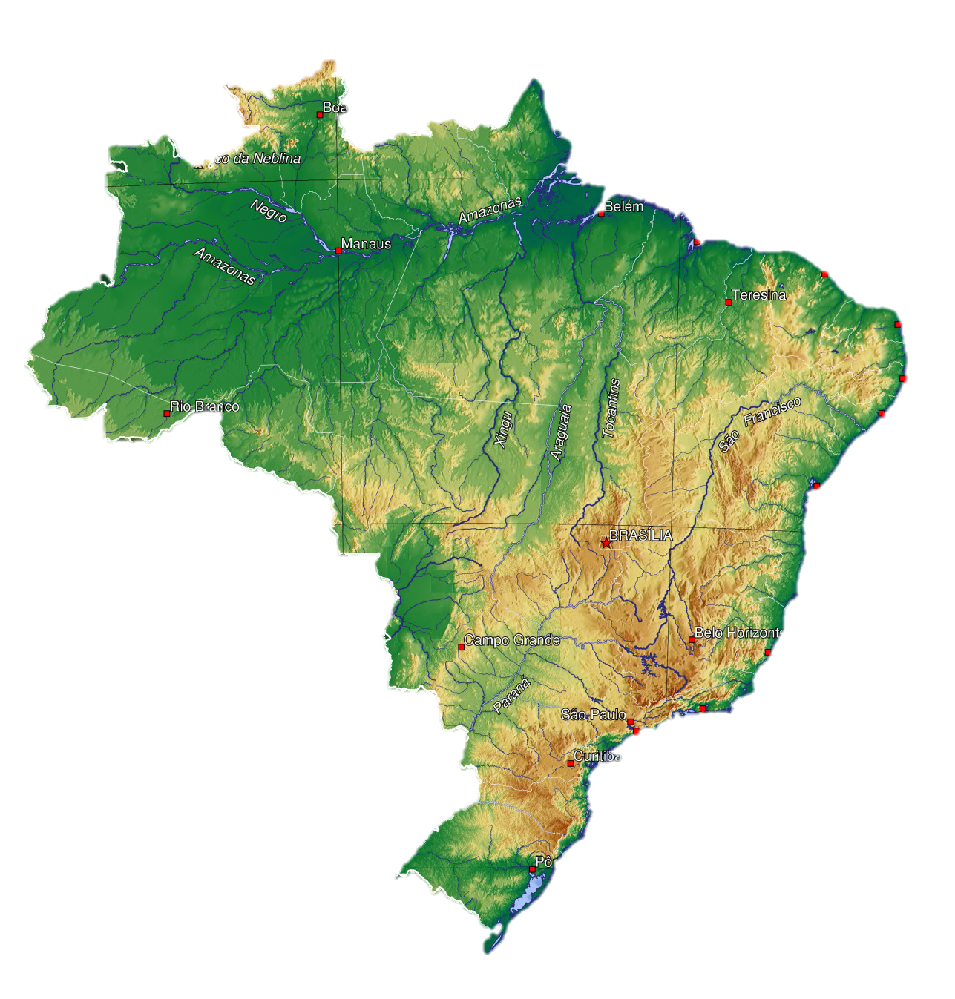 Boa
co da Neblina
Negro
Amazonas
Belém
Manaus
Amazonas
Teresina
Rio Branco
Xingu
Araguaia
Tocantins
São Francisco
BRASÍLIA
Belo Horizont
Campo Grande
Paraná
São Paulo
Curitiba
Pô